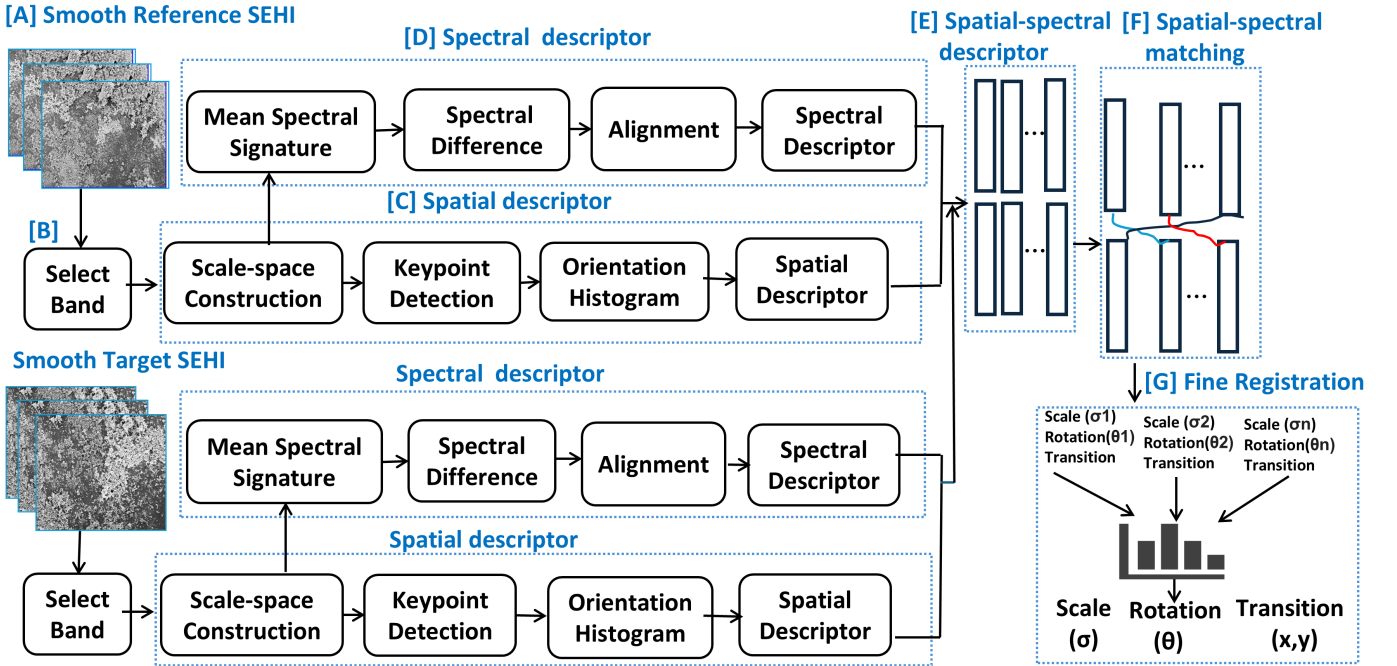 [A] Smooth Reference SEHI
[D] Spectral descriptor
[E] Spatial-spectral
descriptor
[F] Spatial-spectral
matching
Mean Spectral
Signature
Spectral
Difference
Alignment
Spectral
Descriptor
...
...
[C] Spatial descriptor
[B]
Select
Band
Scale-space
Construction
Keypoint
Detection
Orientation
Histogram
Spatial
Descriptor
...
...
Smooth Target SEHI
Spectral descriptor
Mean Spectral
Signature
Spectral
Difference
Alignment
Spectral
Descriptor
Spatial descriptor
Select
Band
Scale-space
Construction
Keypoint
Detection
Orientation
Histogram
Spatial
Descriptor
[G] Fine Registration
Scale (σ1)
Rotation(θ1)
Transition
Scale (σ2)
Rotation(θ2)
Transition
Scale (σn)
Rotation(θn)
Transition
Scale
(σ)
Rotation
(θ)
Transition
(x,y)